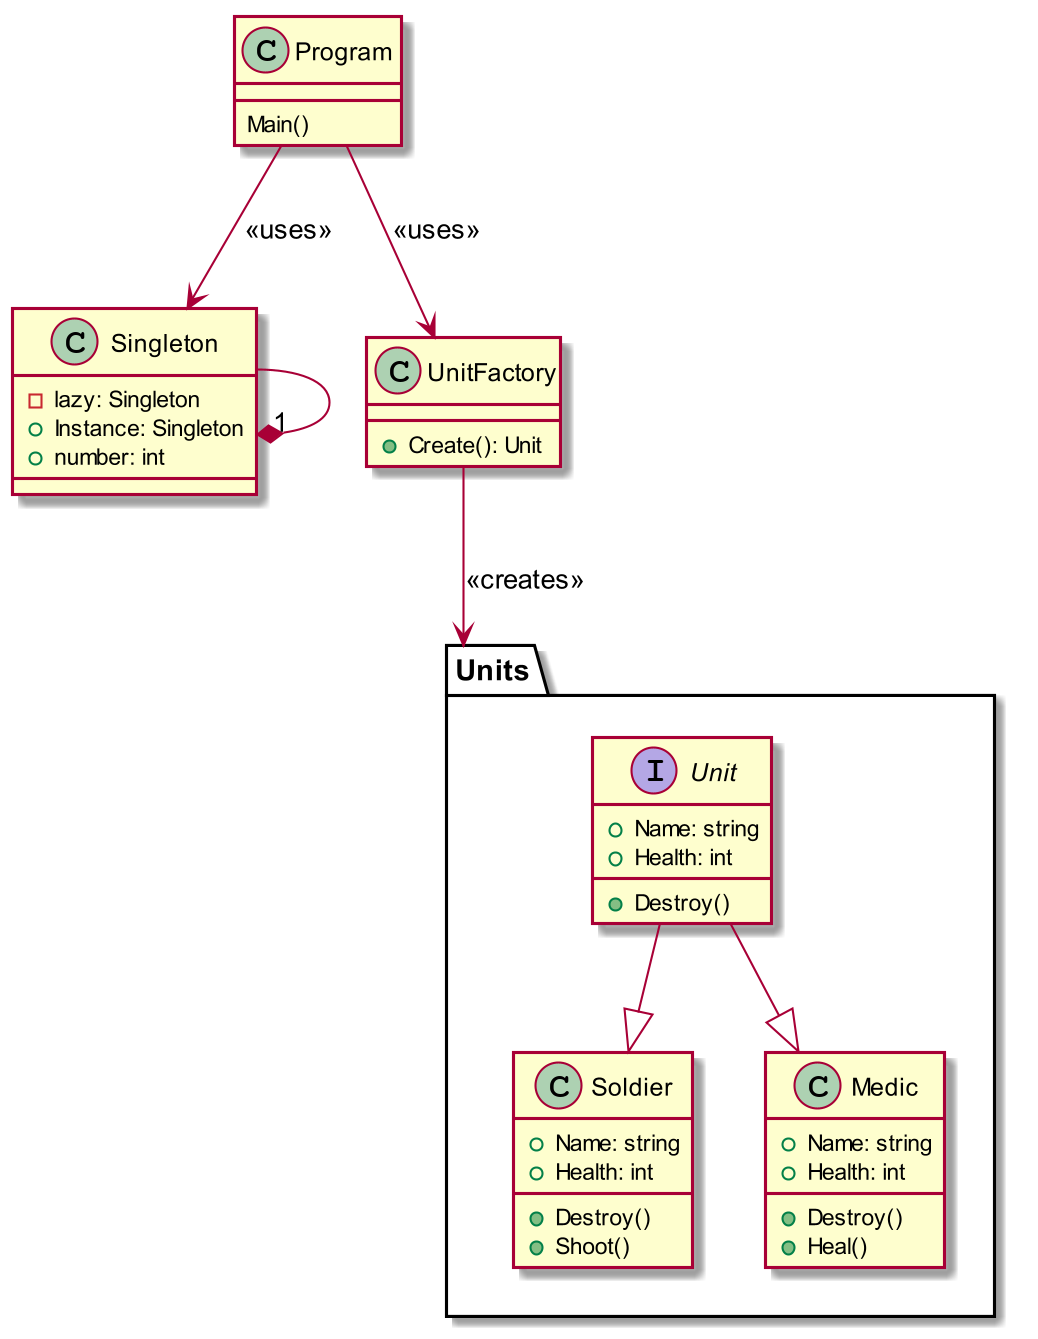 C Program
Main()
«uses»
«uses»
C Singleton
lazy: Singleton
Instance: Singleton
number: int
1
C UnitFactory
Create(): Unit
«creates»
Units
I Unit
Name: string
Health: int
Destroy()
C Soldier
Name: string
Health: int
Destroy()
Shoot()
C Medic
Name: string
Health: int
Destroy()
Heal()